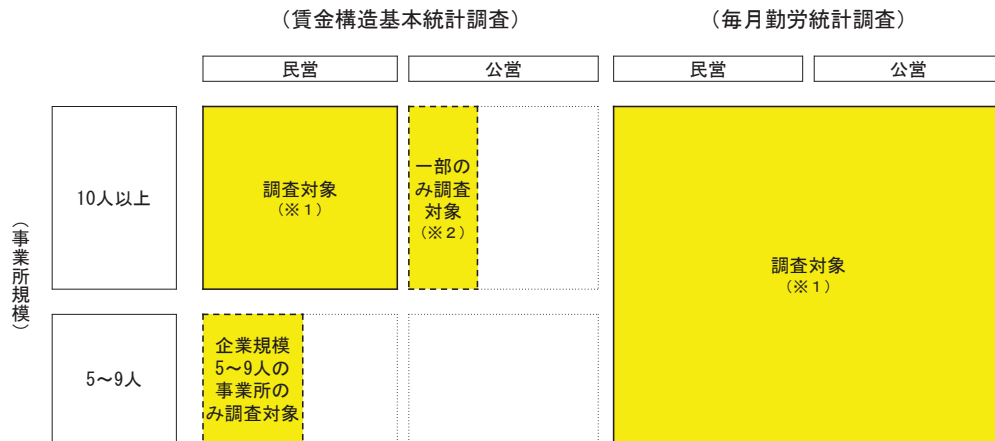 （賃金構造基本統計調査）
（毎月勤労統計調査）
民営
公営
民営
公営
（事業所規模）
10人以上
調査対象
（※１）
一部の
み調査
対象
（※２）
調査対象
（※１）
5～9人
企業規模
5～9人の
事業所の
み調査対象